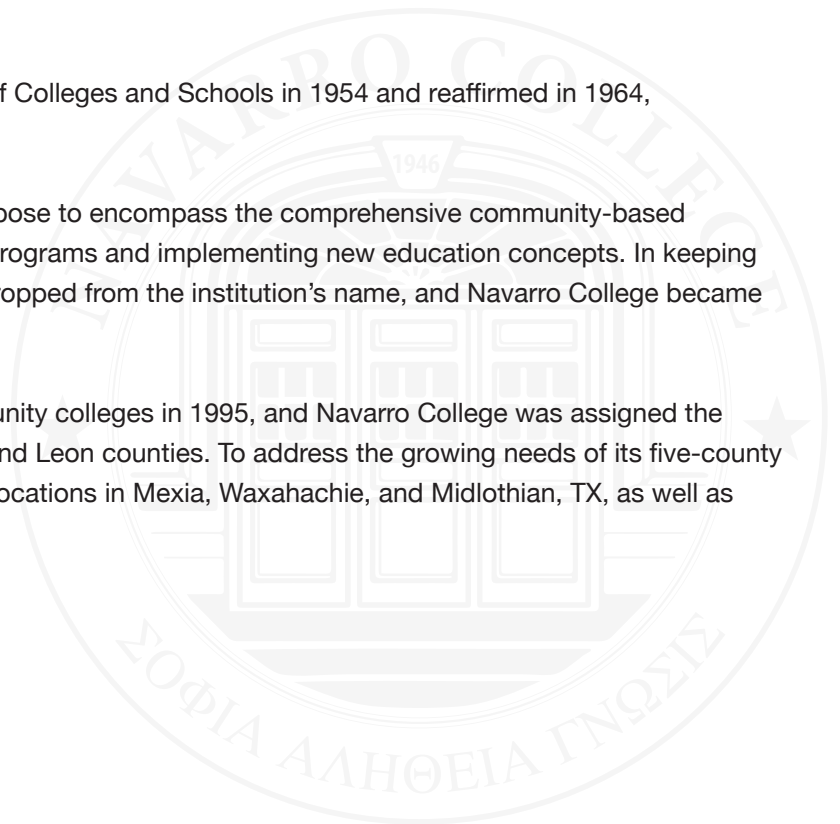 f Colleges and Schools in 1954 and reaffirmed in 1964,
pose to encompass the comprehensive community-based
rograms and implementing new education concepts. In keeping
ropped from the institution’s name, and Navarro College became
unity colleges in 1995, and Navarro College was assigned the
nd Leon counties. To address the growing needs of its five-county
ocations in Mexia, Waxahachie, and Midlothian, TX, as well as
NAVARRO COLLEGE
1946
ΣΟΦΙΑ ΑΛΗΘΕΙΑ ΓΝΩΣΙΣ